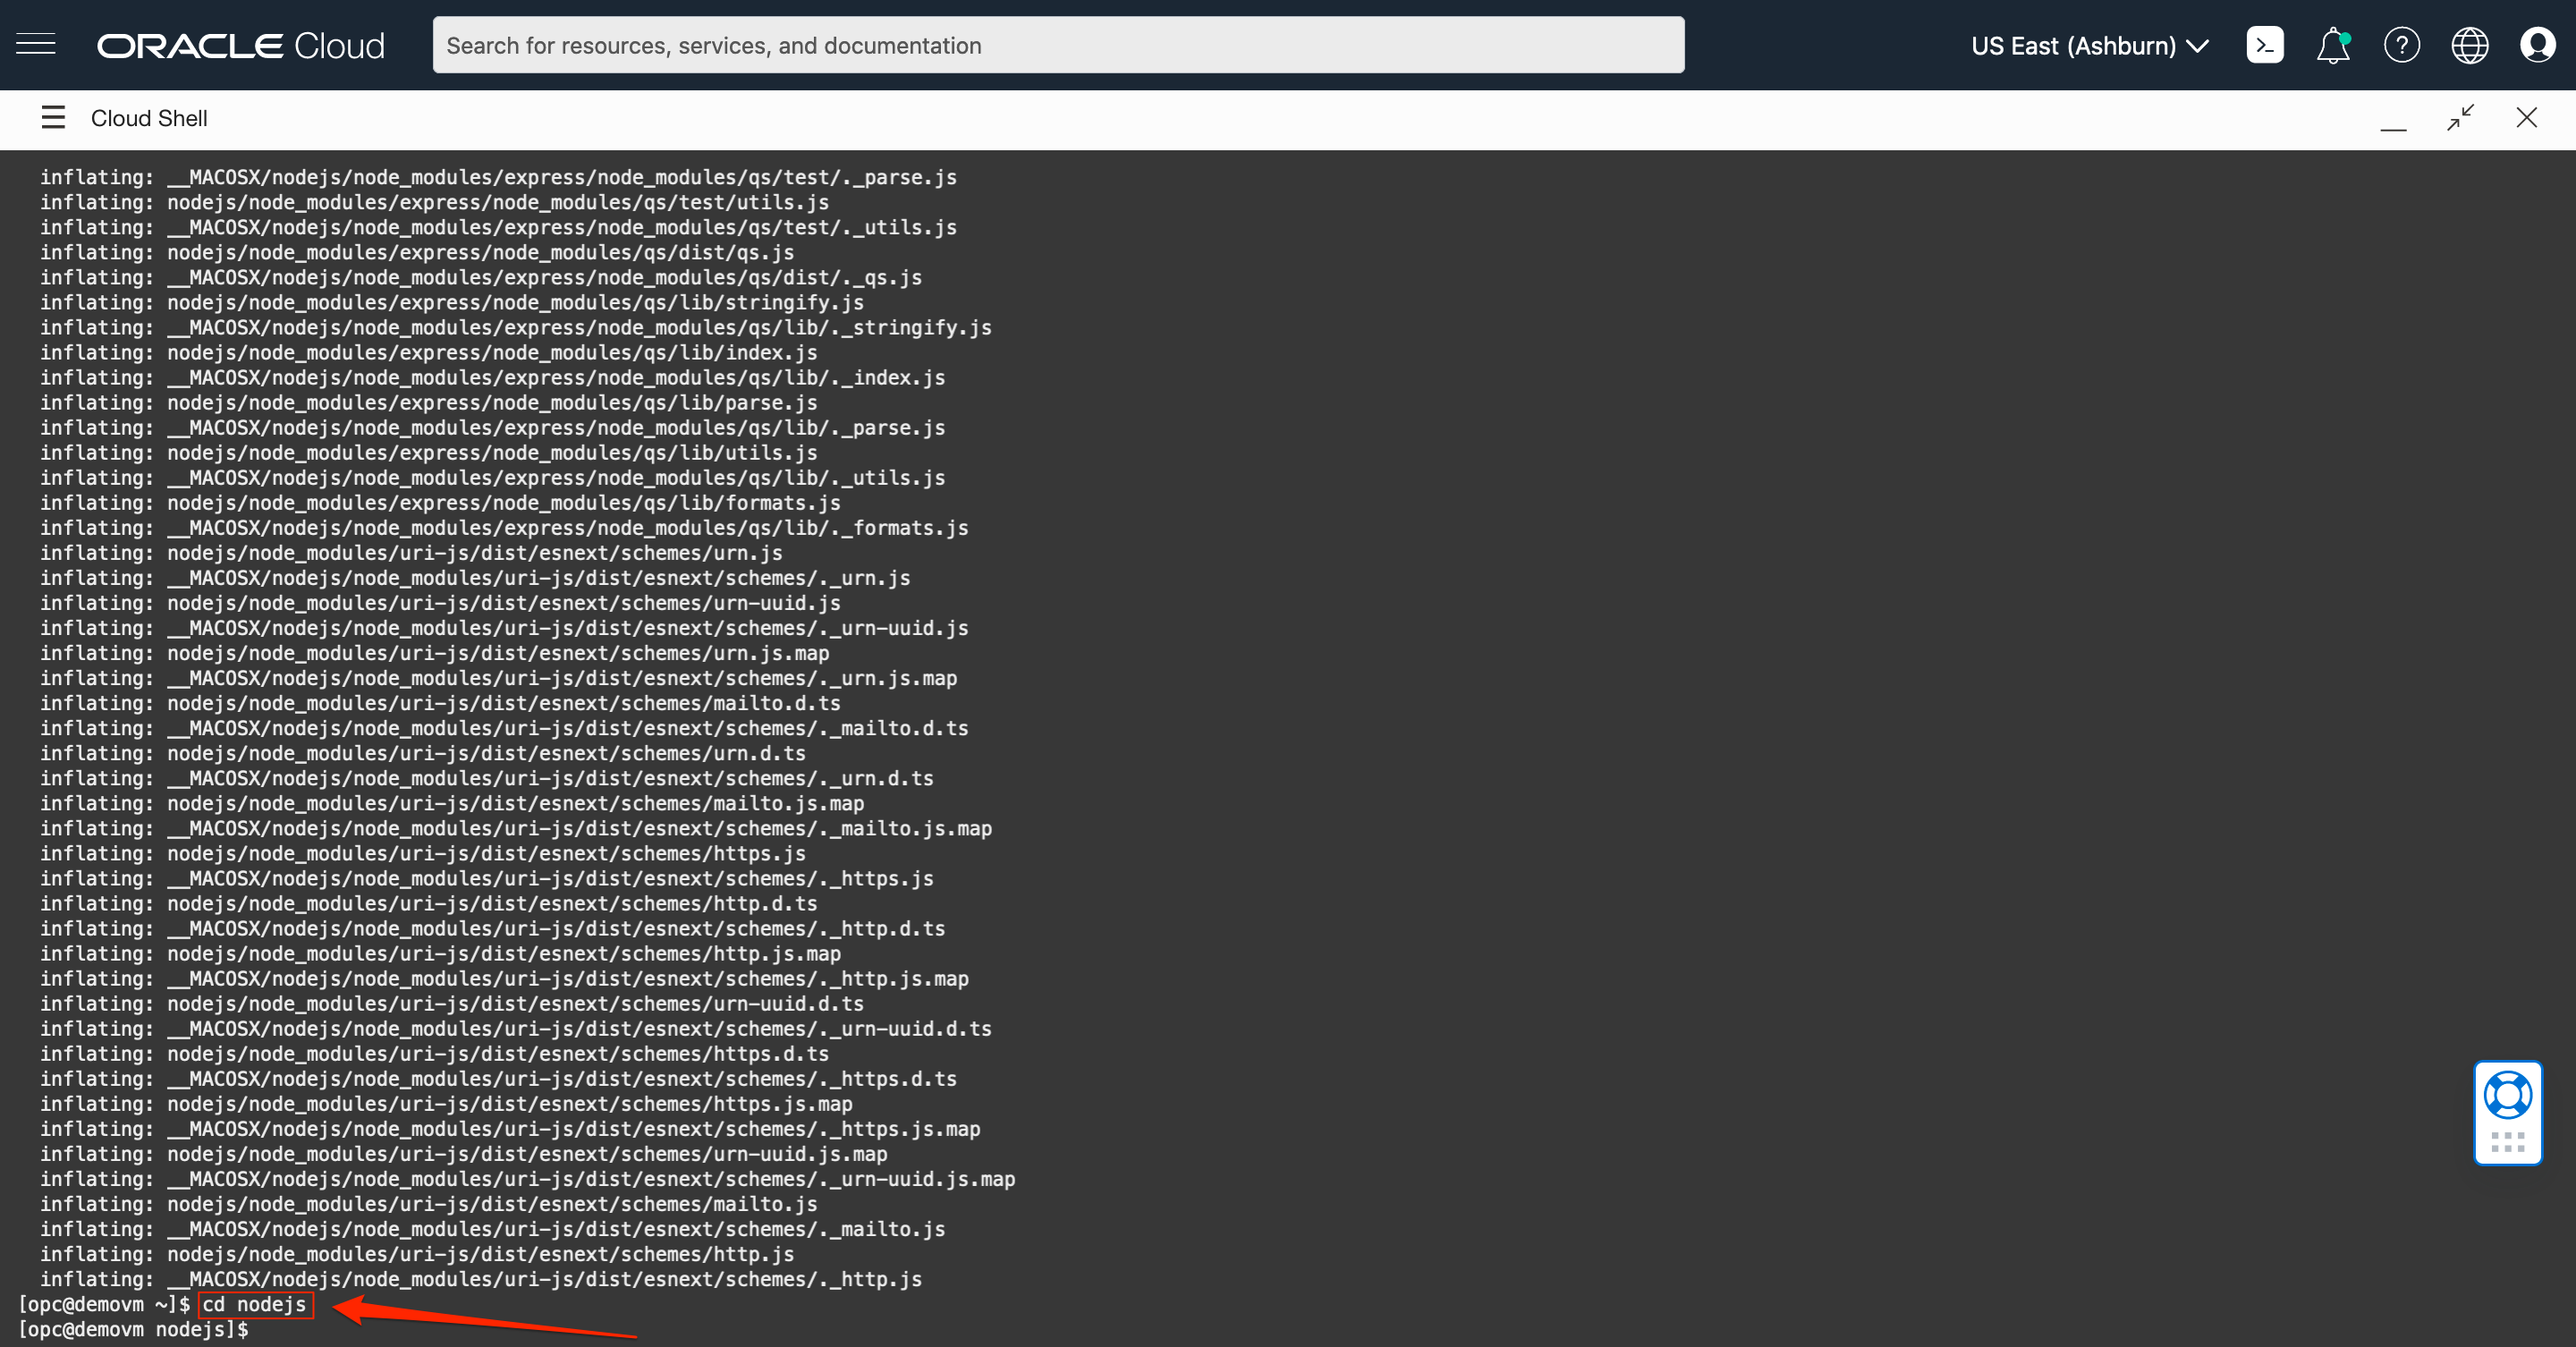 ORACLE Cloud
Search for resources, services, and documentation
US East (Ashburn)
Cloud Shell
inflating: __MACOSX/nodejs/node_modules/express/node_modules/qs/test/._parse.js
inflating: nodejs/node_modules/express/node_modules/qs/test/utils.js
inflating: __MACOSX/nodejs/node_modules/express/node_modules/qs/test/._utils.js
inflating: nodejs/node_modules/express/node_modules/qs/dist/qs.js
inflating: __MACOSX/nodejs/node_modules/express/node_modules/qs/dist/._qs.js
inflating: nodejs/node_modules/express/node_modules/qs/lib/stringify.js
inflating: __MACOSX/nodejs/node_modules/express/node_modules/qs/lib/._stringify.js
inflating: nodejs/node_modules/express/node_modules/qs/lib/index.js
inflating: __MACOSX/nodejs/node_modules/express/node_modules/qs/lib/._index.js
inflating: nodejs/node_modules/express/node_modules/qs/lib/parse.js
inflating: __MACOSX/nodejs/node_modules/express/node_modules/qs/lib/._parse.js
inflating: nodejs/node_modules/express/node_modules/qs/lib/utils.js
inflating: __MACOSX/nodejs/node_modules/express/node_modules/qs/lib/._utils.js
inflating: nodejs/node_modules/express/node_modules/qs/lib/formats.js
inflating: __MACOSX/nodejs/node_modules/express/node_modules/qs/lib/._formats.js
inflating: nodejs/node_modules/uri-js/dist/esnext/schemes/urn.js
inflating: __MACOSX/nodejs/node_modules/uri-js/dist/esnext/schemes/._urn.js
inflating: nodejs/node_modules/uri-js/dist/esnext/schemes/urn-uuid.js
inflating: __MACOSX/nodejs/node_modules/uri-js/dist/esnext/schemes/._urn-uuid.js
inflating: nodejs/node_modules/uri-js/dist/esnext/schemes/urn.js.map
inflating: __MACOSX/nodejs/node_modules/uri-js/dist/esnext/schemes/._urn.js.map
inflating: nodejs/node_modules/uri-js/dist/esnext/schemes/mailto.d.ts
inflating: __MACOSX/nodejs/node_modules/uri-js/dist/esnext/schemes/._mailto.d.ts
inflating: nodejs/node_modules/uri-js/dist/esnext/schemes/urn.d.ts
inflating: __MACOSX/nodejs/node_modules/uri-js/dist/esnext/schemes/._urn.d.ts
inflating: nodejs/node_modules/uri-js/dist/esnext/schemes/mailto.js.map
inflating: __MACOSX/nodejs/node_modules/uri-js/dist/esnext/schemes/._mailto.js.map
inflating: nodejs/node_modules/uri-js/dist/esnext/schemes/https.js
inflating: __MACOSX/nodejs/node_modules/uri-js/dist/esnext/schemes/._https.js
inflating: nodejs/node_modules/uri-js/dist/esnext/schemes/http.d.ts
inflating: __MACOSX/nodejs/node_modules/uri-js/dist/esnext/schemes/._http.d.ts
inflating: nodejs/node_modules/uri-js/dist/esnext/schemes/http.js.map
inflating: __MACOSX/nodejs/node_modules/uri-js/dist/esnext/schemes/._http.js.map
inflating: nodejs/node_modules/uri-js/dist/esnext/schemes/urn-uuid.d.ts
inflating: __MACOSX/nodejs/node_modules/uri-js/dist/esnext/schemes/._urn-uuid.d.ts
inflating: nodejs/node_modules/uri-js/dist/esnext/schemes/https.d.ts
inflating: __MACOSX/nodejs/node_modules/uri-js/dist/esnext/schemes/._https.d.ts
inflating: nodejs/node_modules/uri-js/dist/esnext/schemes/https.js.map
inflating: __MACOSX/nodejs/node_modules/uri-js/dist/esnext/schemes/._https.js.map
inflating: nodejs/node_modules/uri-js/dist/esnext/schemes/urn-uuid.js.map
inflating: __MACOSX/nodejs/node_modules/uri-js/dist/esnext/schemes/._urn-uuid.js.map
inflating: nodejs/node_modules/uri-js/dist/esnext/schemes/mailto.js
inflating: __MACOSX/nodejs/node_modules/uri-js/dist/esnext/schemes/._mailto.js
inflating: nodejs/node_modules/uri-js/dist/esnext/schemes/http.js
inflating: __MACOSX/nodejs/node_modules/uri-js/dist/esnext/schemes/._http.js
[opc@demovm ~]$ cd nodejs
[opc@demovm nodejs]$